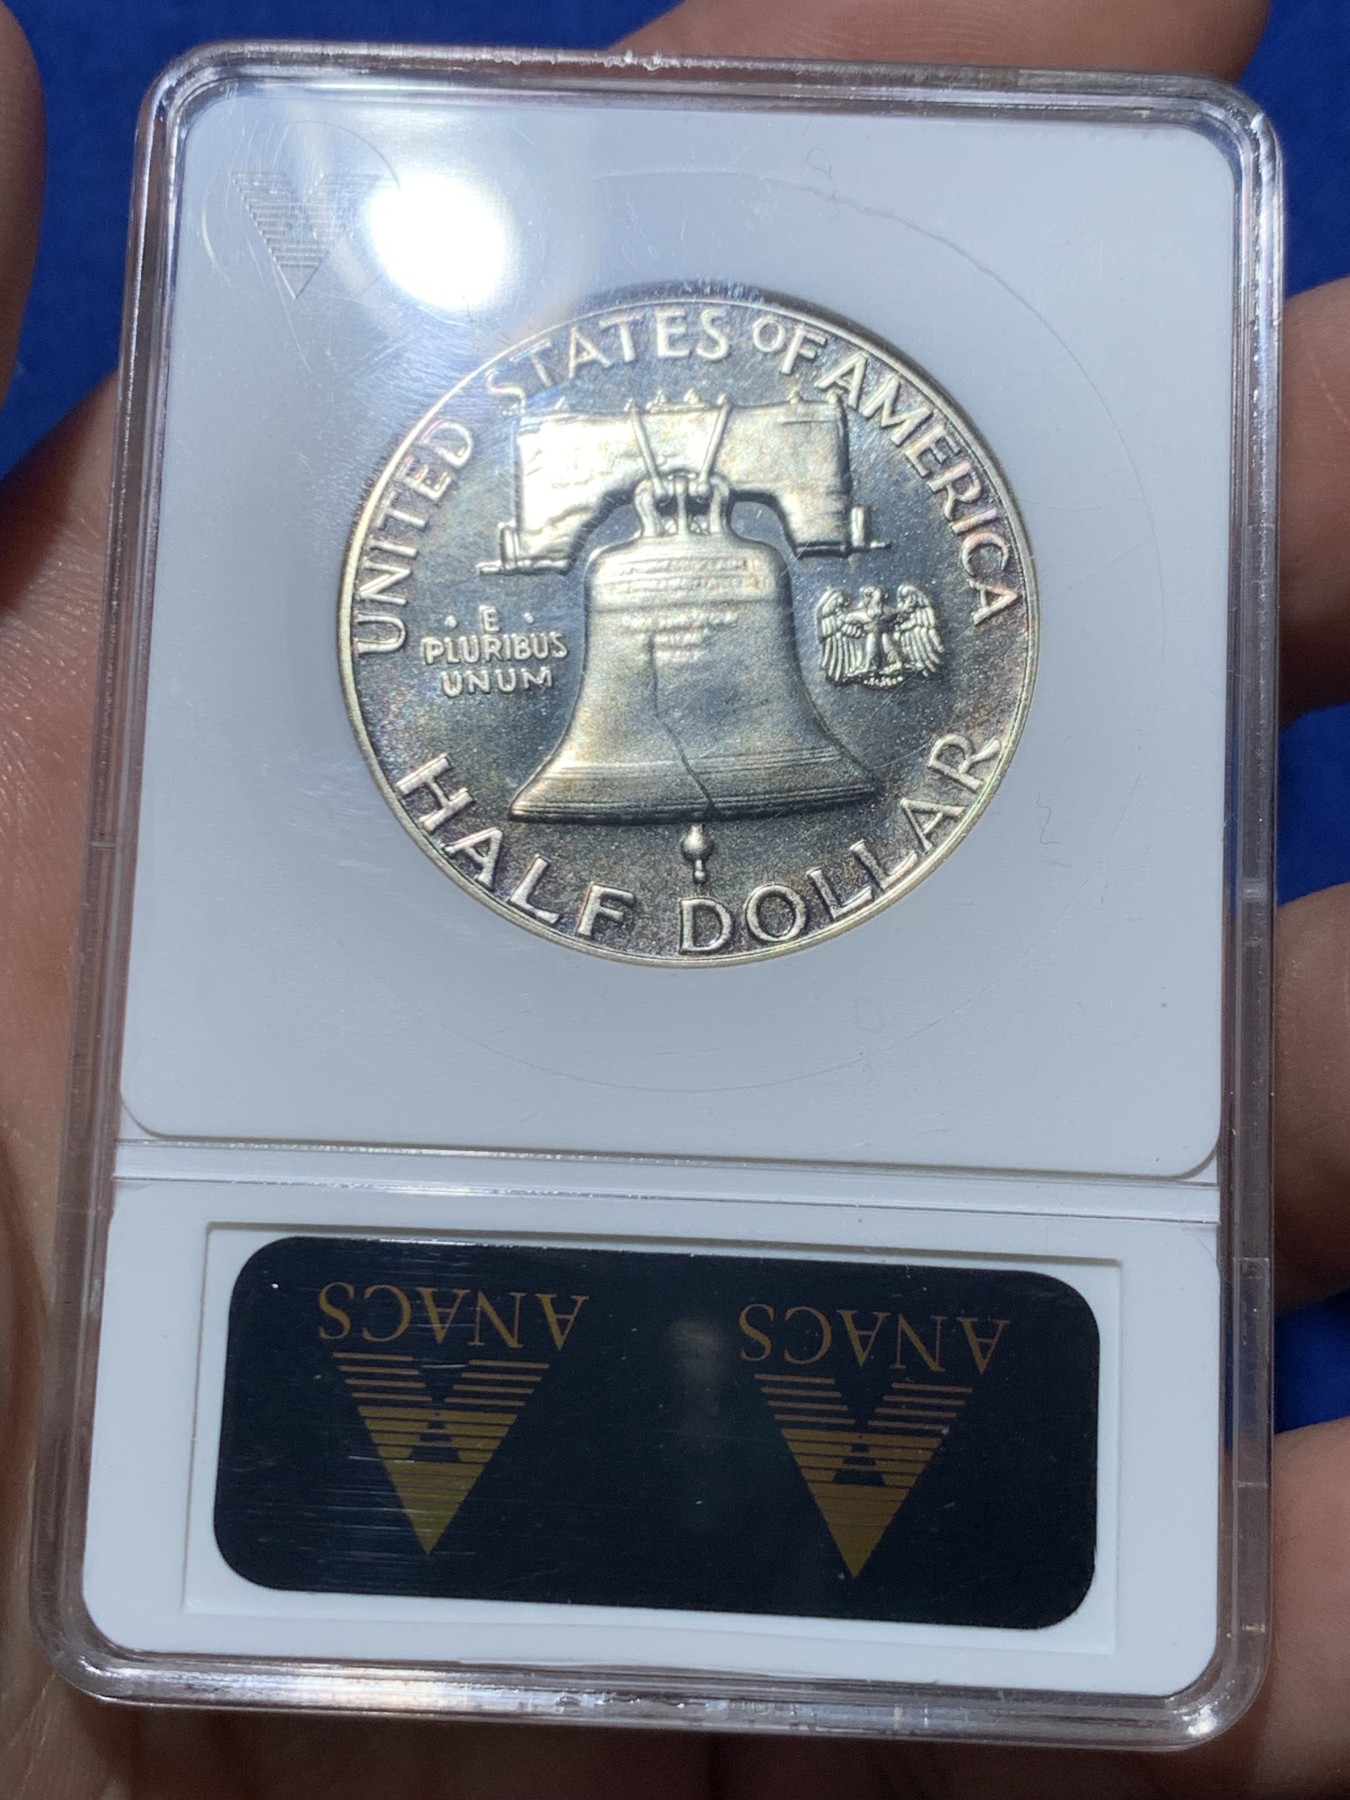 UNITED STATES OF AMERICA
· E ·
PLURIBUS
UNUM
HALF DOLLAR
ANACS ANACS